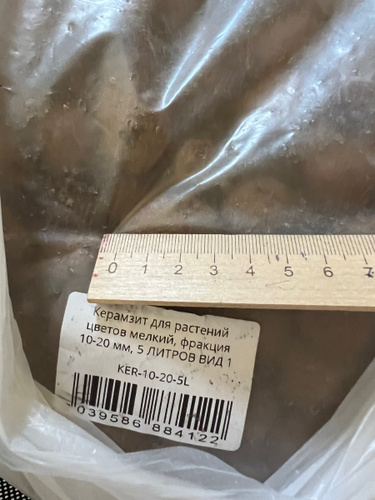 0 1 2 3 4 5 6 7
Керамзит для растений
цветов мелкий, фракция
10-20 мм, 5 ЛИТРОВ ВИД 1
KER-10-20-5L
039586 884122